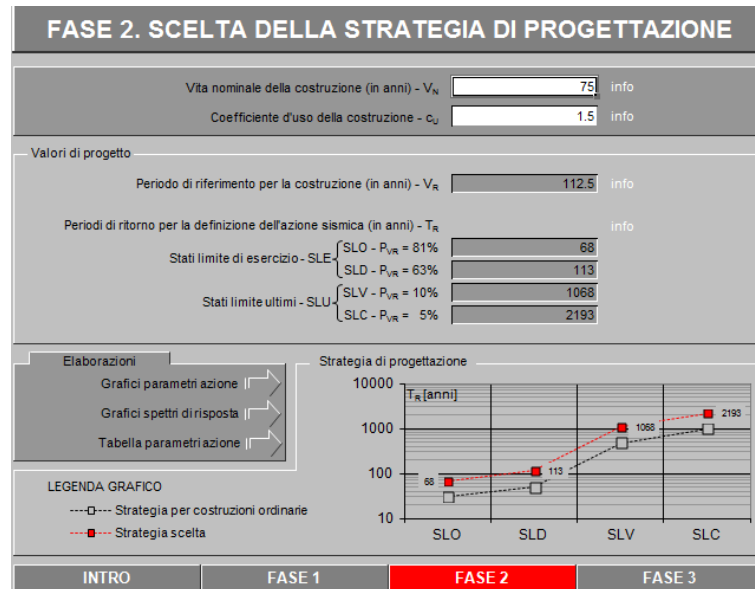 FASE 2. SCELTA DELLA STRATEGIA DI PROGETTAZIONE
Vita nominale della costruzione (in anni) - VN 75 info
Coefficiente d'uso della costruzione - cU 1.5 info
Valori di progetto
Periodo di riferimento per la costruzione (in anni) - VR 112.5 info
Periodi di ritorno per la definizione dell'azione sismica (in anni) - TR info
Stati limite di esercizio - SLE
SLO - PVR = 81% 68
SLD - PVR = 63% 113
Stati limite ultimi - SLU
SLV - PVR = 10% 1068
SLC - PVR = 5% 2193
Elaborazioni
Grafici parametri azione
Grafici spettri di risposta
Tabella parametri azione
Strategia di progettazione
TR [anni]
10000
1000
100
10
68
113
1068
2193
SLO SLD SLV SLC
LEGENDA GRAFICO
Strategia per costruzioni ordinarie
Strategia scelta
INTRO FASE 1 FASE 2 FASE 3